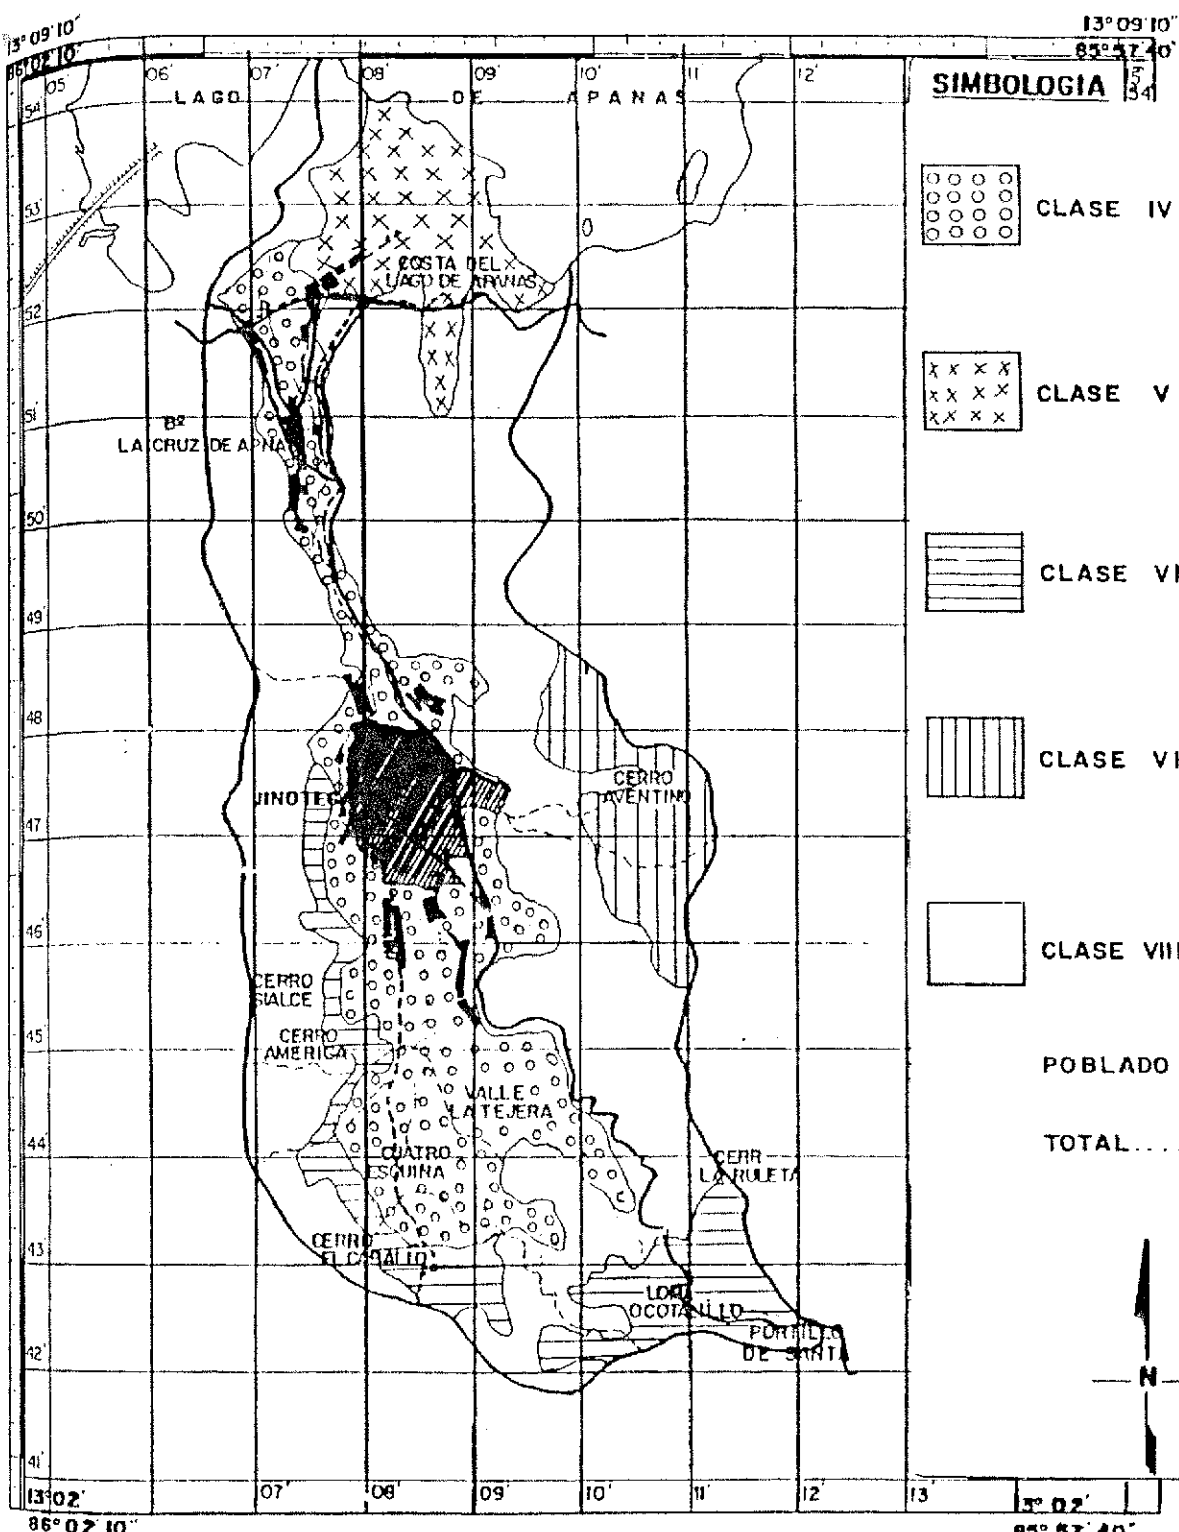 13°09'10"
86°02'10"
13°09'10"
85°57'40"
05
06'
07'
08'
09'
10'
11'
12'
54'
LAGO DE APANAS
SIMBOLOGIA
54
53'
CLASE IV
COSTA DEL
LAGO DE APANAS
52
CLASE V
51'
Bº
LA CRUZ DE APNA
50'
CLASE VI
49'
48
CLASE VI
CERRO
AVENTINO
JINOTEG
47
46'
CLASE VIII
CERRO
SIALCE
CERRO
AMERICA
45'
POBLADO
VALLE
LA TEJERA
44
TOTAL....
CUATRO
ESQUINA
CERR
LA RULETA
43
CERRO
EL CABALLO
LOMA
OCOTALILLO
PORTILLO
DE SANTA
42'
N
41'
07'
08'
09'
10'
11'
12'
13'
13°02'
86°02'10"
13°02'
85°57'40"